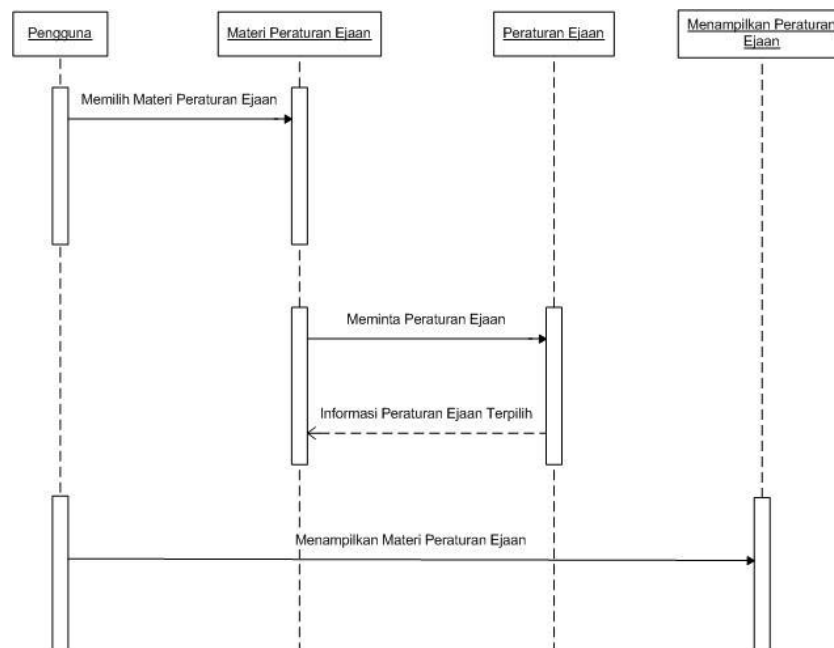 Pengguna
Materi Peraturan Ejaan
Peraturan Ejaan
Menampilkan Peraturan
Ejaan
Memilih Materi Peraturan Ejaan
Meminta Peraturan Ejaan
Informasi Peraturan Ejaan Terpilih
Menampilkan Materi Peraturan Ejaan